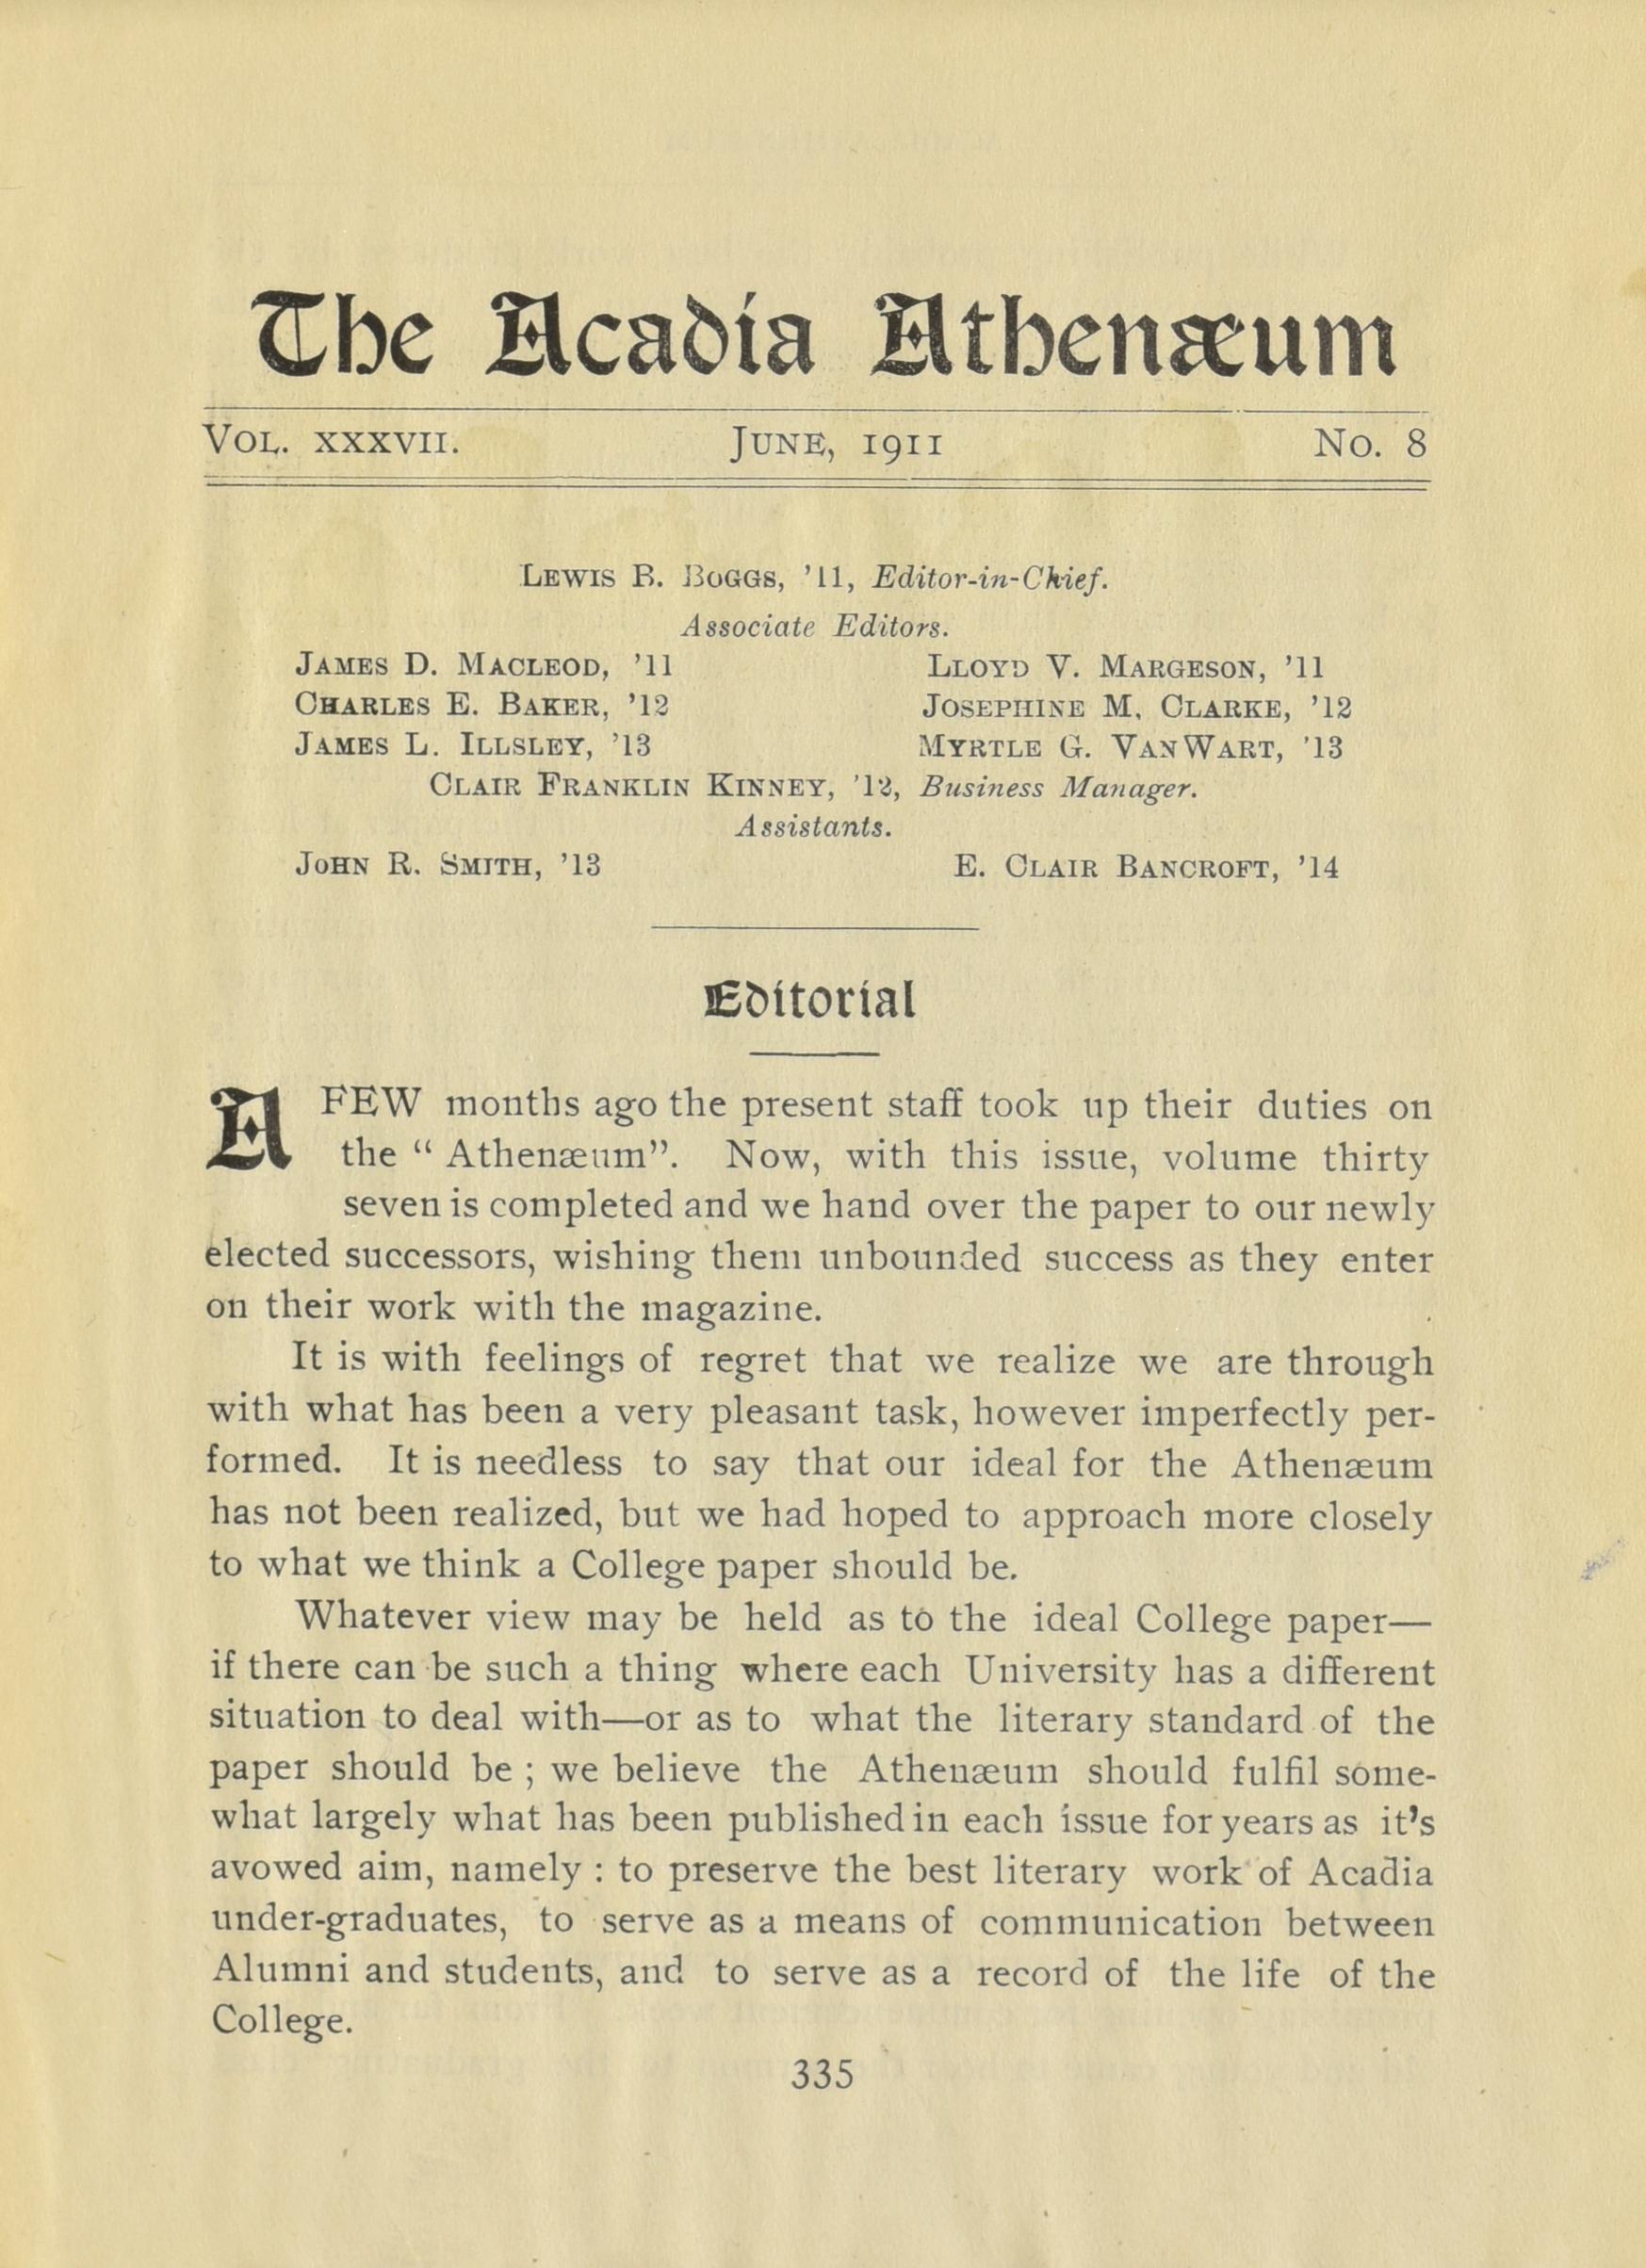 The Acadia Athenæum
VOL. XXXVII. JUNE, 1911 No. 8
LEWIS B. BOGGS, '11, Editor-in-Chief.
Associate Editors.
JAMES D. MACLEOD, '11 LLOYD V. MARGESON, '11
CHARLES E. BAKER, '12 JOSEPHINE M. CLARKE, '12
JAMES L. ILLSLEY, '13 MYRTLE G. VANWART, '13
CLAIR FRANKLIN KINNEY, '12, Business Manager.
Assistants.
JOHN R. SMITH, '13 E. CLAIR BANCROFT, '14
Editorial
A FEW months ago the present staff took up their duties on
the " Athenæum". Now, with this issue, volume thirty
seven is completed and we hand over the paper to our newly
elected successors, wishing them unbounded success as they enter
on their work with the magazine.
It is with feelings of regret that we realize we are through
with what has been a very pleasant task, however imperfectly per-
formed. It is needless to say that our ideal for the Athenæum
has not been realized, but we had hoped to approach more closely
to what we think a College paper should be.
Whatever view may be held as to the ideal College paper—
if there can be such a thing where each University has a different
situation to deal with—or as to what the literary standard of the
paper should be ; we believe the Athenæum should fulfil some-
what largely what has been published in each issue for years as it's
avowed aim, namely : to preserve the best literary work of Acadia
under-graduates, to serve as a means of communication between
Alumni and students, and to serve as a record of the life of the
College.
335